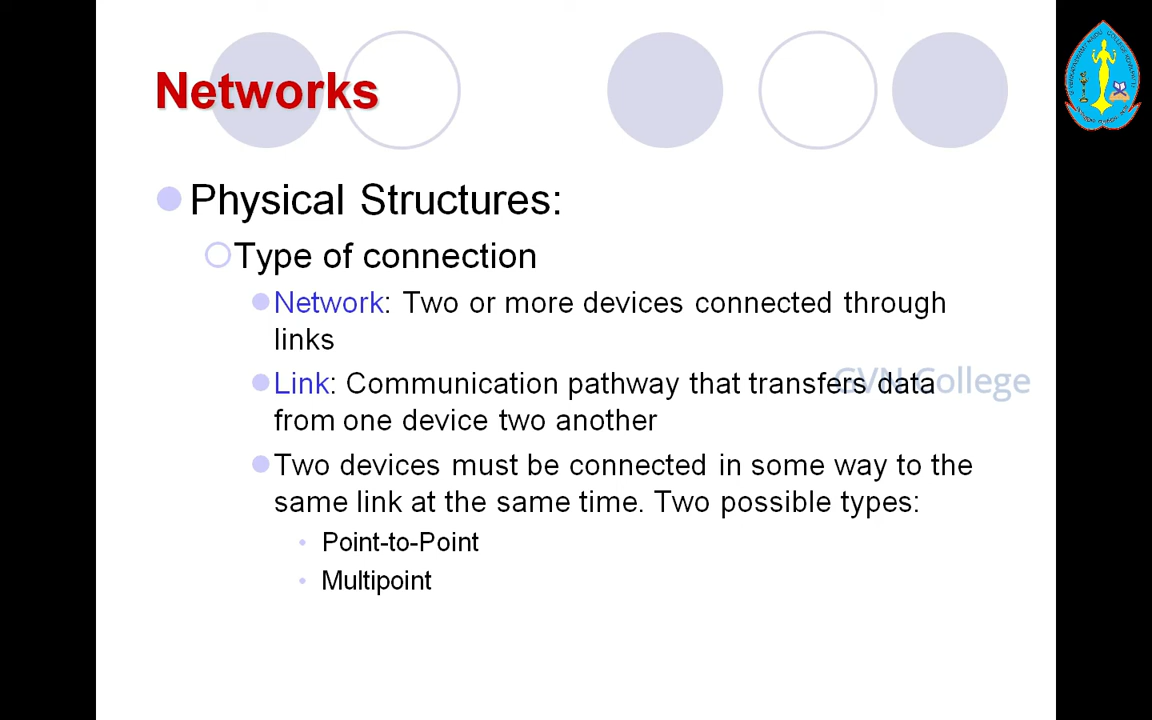 Networks
Physical Structures:
Type of connection
Network: Two or more devices connected through
links
Link: Communication pathway that transfers data
from one device two another
GVN College
Two devices must be connected in some way to the
same link at the same time. Two possible types:
Point-to-Point
Multipoint